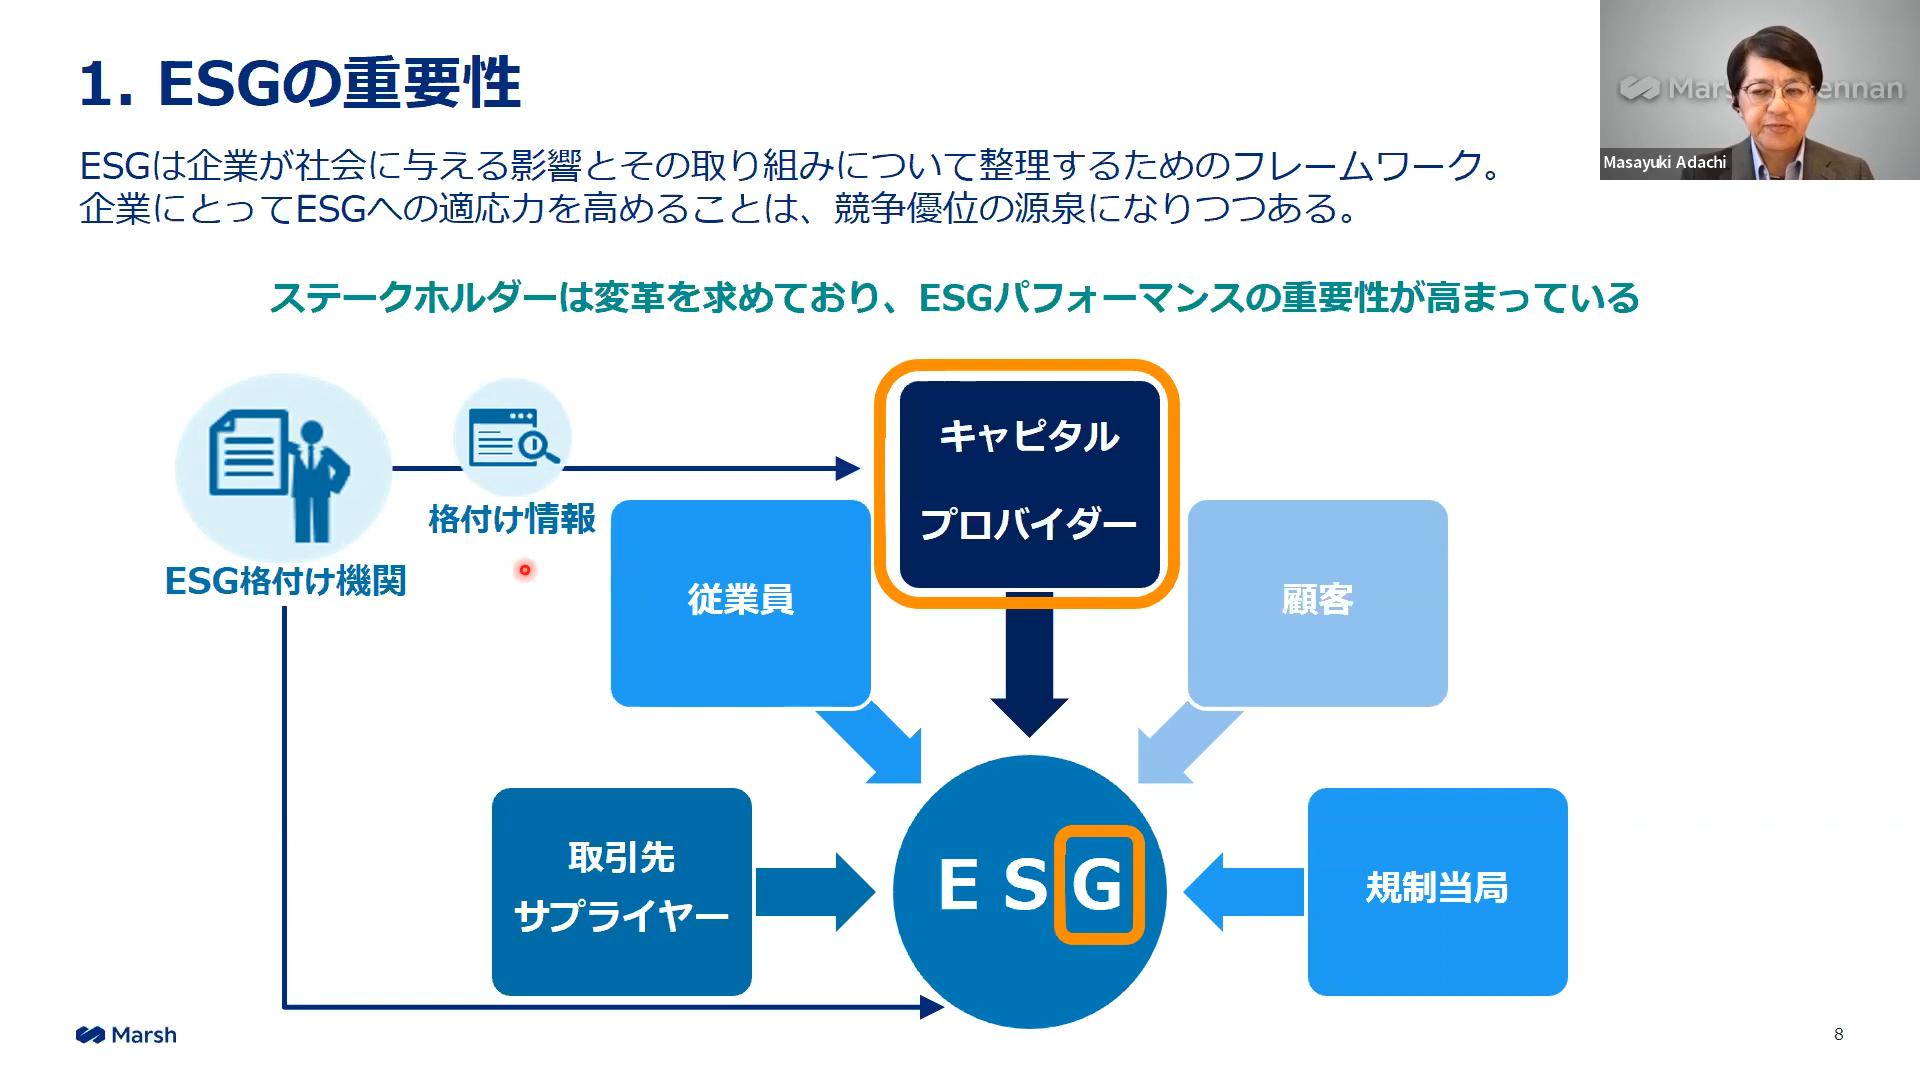 1. ESGの重要性
ESGは企業が社会に与える影響とその取り組みについて整理するためのフレームワーク。
企業にとってESGへの適応力を高めることは、競争優位の源泉になりつつある。
Masayuki Adachi
ステークホルダーは変革を求めており、ESGパフォーマンスの重要性が高まっている
ESG格付け機関
格付け情報
キャピタル
プロバイダー
従業員
顧客
取引先
サプライヤー
E S G
規制当局
Marsh
8